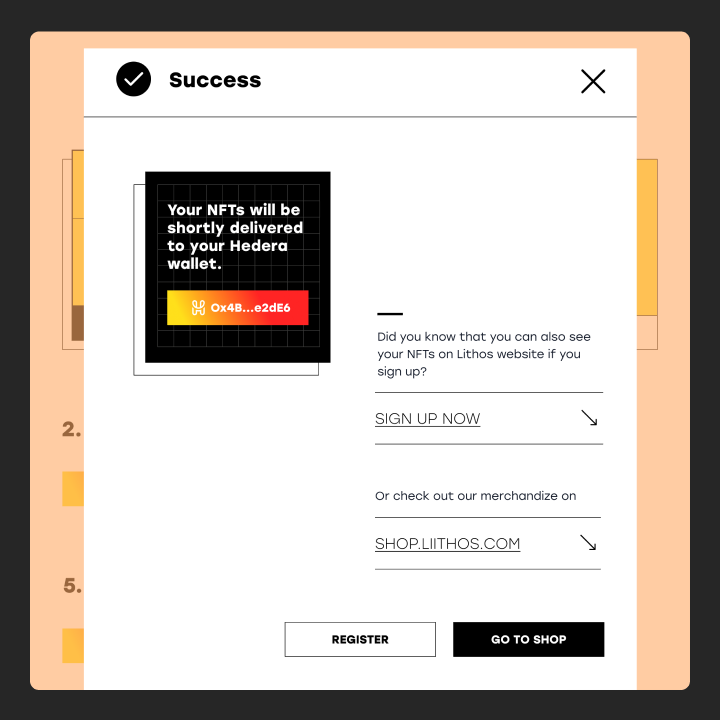 Success
Your NFTs will be
shortly delivered
to your Hedera
wallet.
0x4B...e2dE6
Did you know that you can also see
your NFTs on Lithos website if you
sign up?
SIGN UP NOW
Or check out our merchandize on
SHOP.LIITHOS.COM
REGISTER
GO TO SHOP
2.
5.